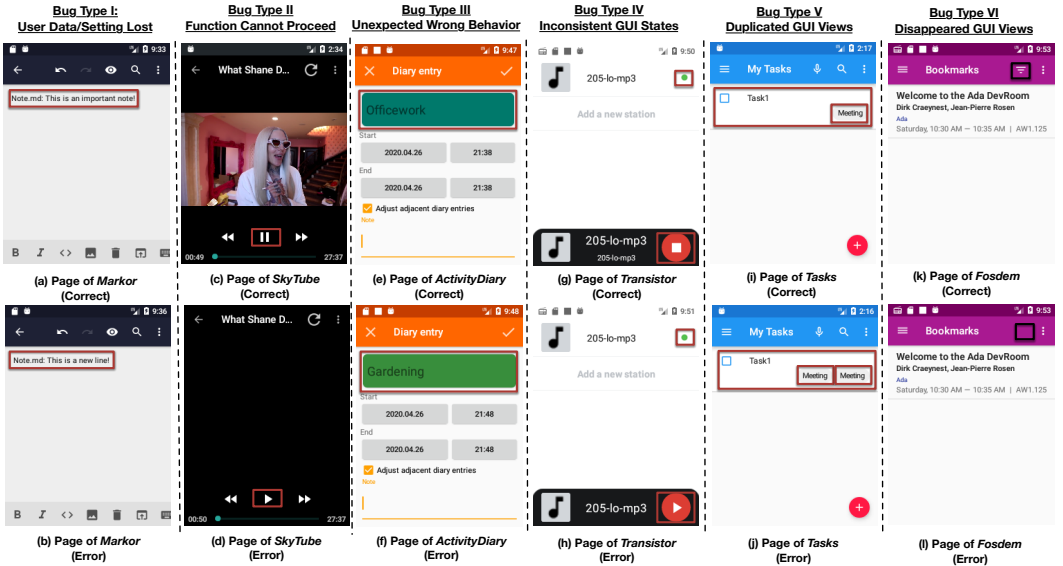 Bug Type I:
User Data/Setting Lost
Bug Type II
Function Cannot Proceed
Bug Type III
Unexpected Wrong Behavior
Bug Type IV
Inconsistent GUI States
Bug Type V
Duplicated GUI Views
Bug Type VI
Disappeared GUI Views
9:33
Note.md: This is an important note!
B I <>
(a) Page of Markor
(Correct)
2:34
What Shane D...
00:49 27:37
(c) Page of SkyTube
(Correct)
9:47
Diary entry
Officework
Start
2020.04.26 21:38
End
2020.04.26 21:38
Adjust adjacent diary entries
Note
(e) Page of ActivityDiary
(Correct)
9:50
205-lo-mp3
Add a new station
205-lo-mp3
205-lo-mp3
(g) Page of Transistor
(Correct)
2:17
My Tasks
Task1
Meeting
(i) Page of Tasks
(Correct)
9:53
Bookmarks
Welcome to the Ada DevRoom
Dirk Craeynest, Jean-Pierre Rosen
Ada
Saturday, 10:30 AM — 10:35 AM | AW1.125
(k) Page of Fosdem
(Correct)
9:36
Note.md: This is a new line!
B I <>
(b) Page of Markor
(Error)
What Shane D...
00:50 27:37
(d) Page of SkyTube
(Error)
9:48
Diary entry
Gardening
Start
2020.04.26 21:48
End
2020.04.26 21:48
Adjust adjacent diary entries
Note
(f) Page of ActivityDiary
(Error)
9:51
205-lo-mp3
Add a new station
205-lo-mp3
(h) Page of Transistor
(Error)
2:16
My Tasks
Task1
Meeting Meeting
(j) Page of Tasks
(Error)
9:53
Bookmarks
Welcome to the Ada DevRoom
Dirk Craeynest, Jean-Pierre Rosen
Ada
Saturday, 10:30 AM — 10:35 AM | AW1.125
(l) Page of Fosdem
(Error)